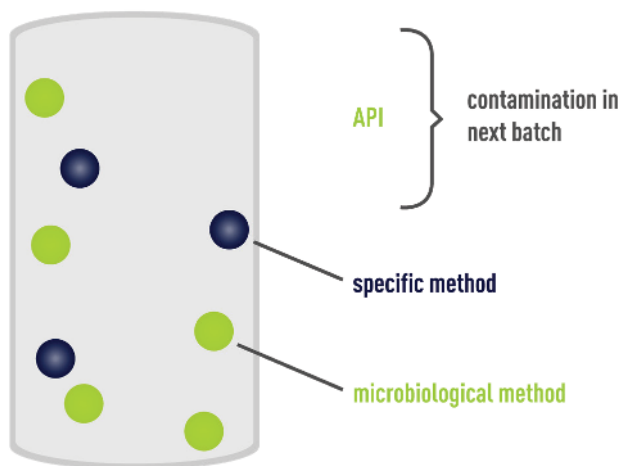 API
contamination in
next batch
specific method
microbiological method